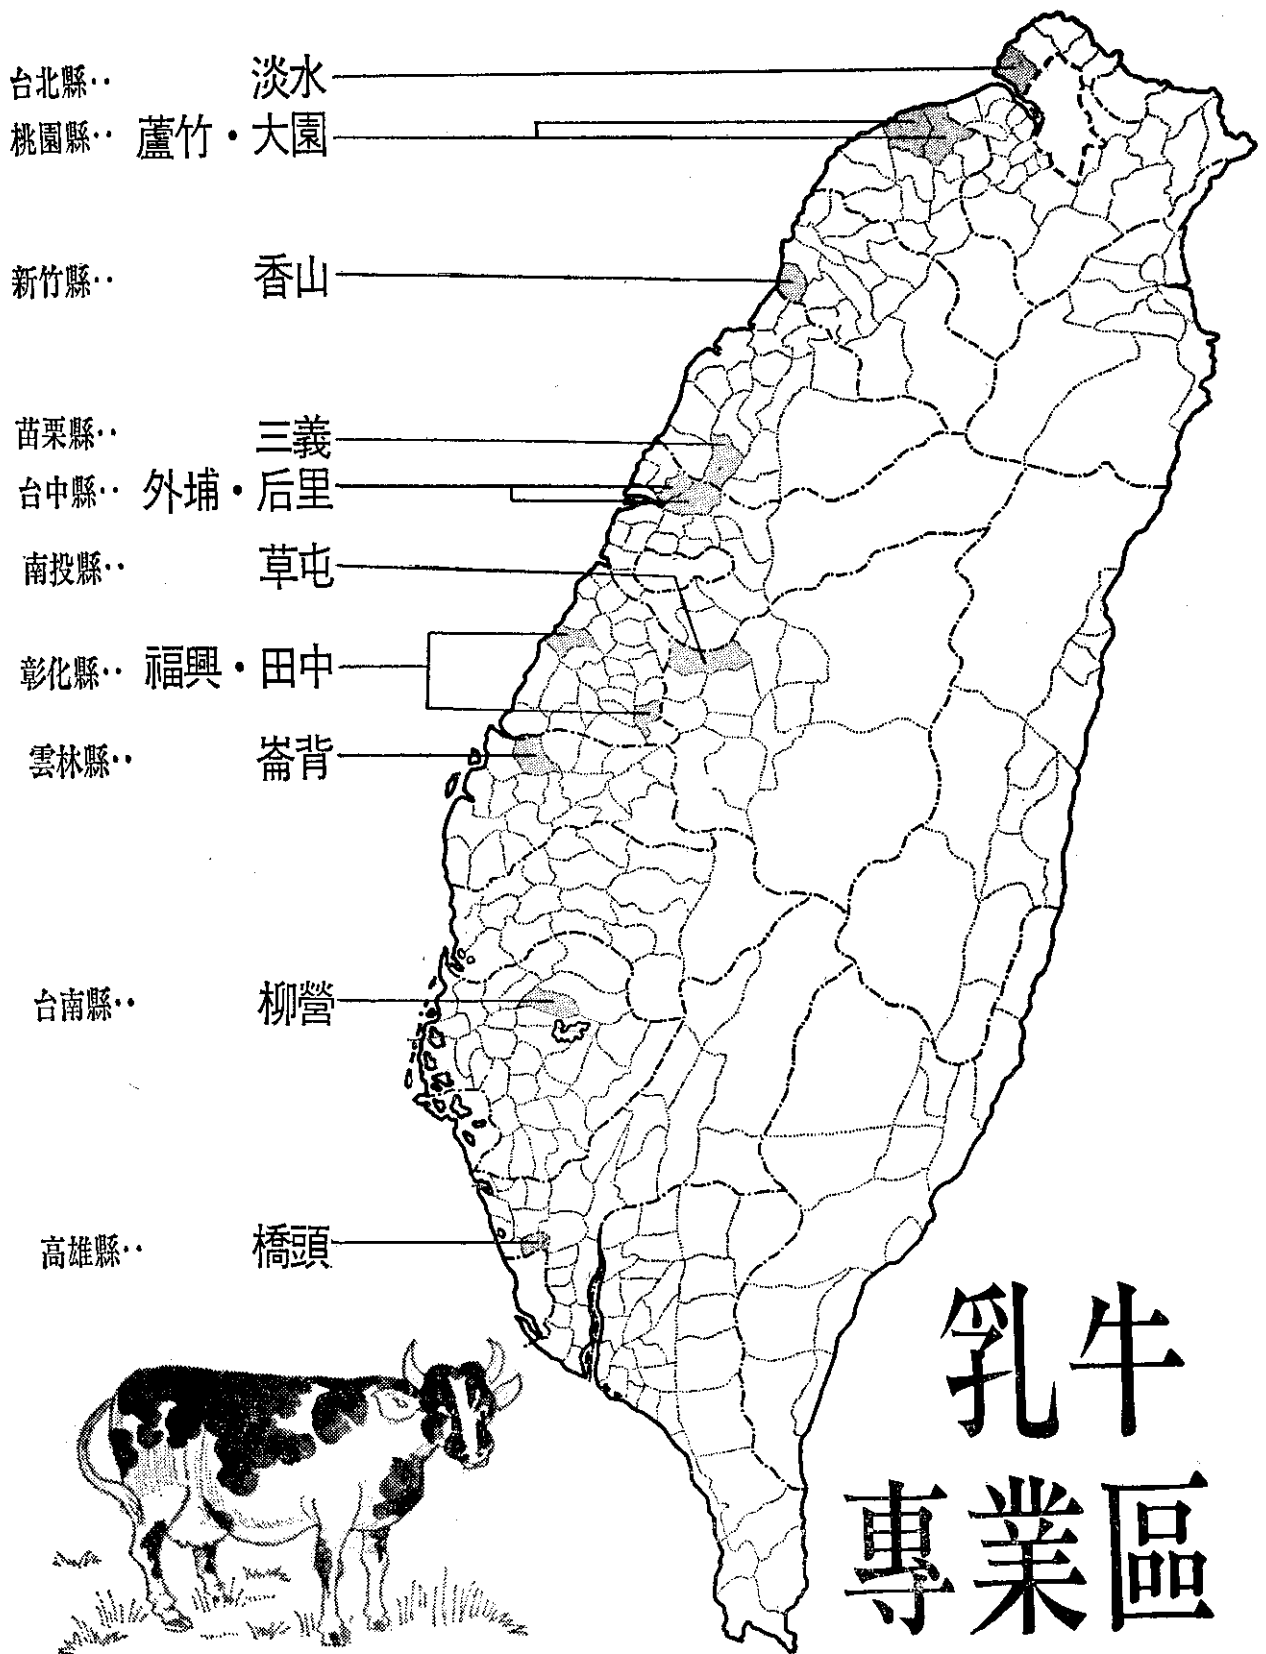 台北縣‥ 淡水
桃園縣‥ 蘆竹・大園
新竹縣‥ 香山
苗栗縣‥ 三義
台中縣‥ 外埔・后里
南投縣‥ 草屯
彰化縣‥ 福興・田中
雲林縣‥ 崙背
台南縣‥ 柳營
高雄縣‥ 橋頭
乳牛
專業區